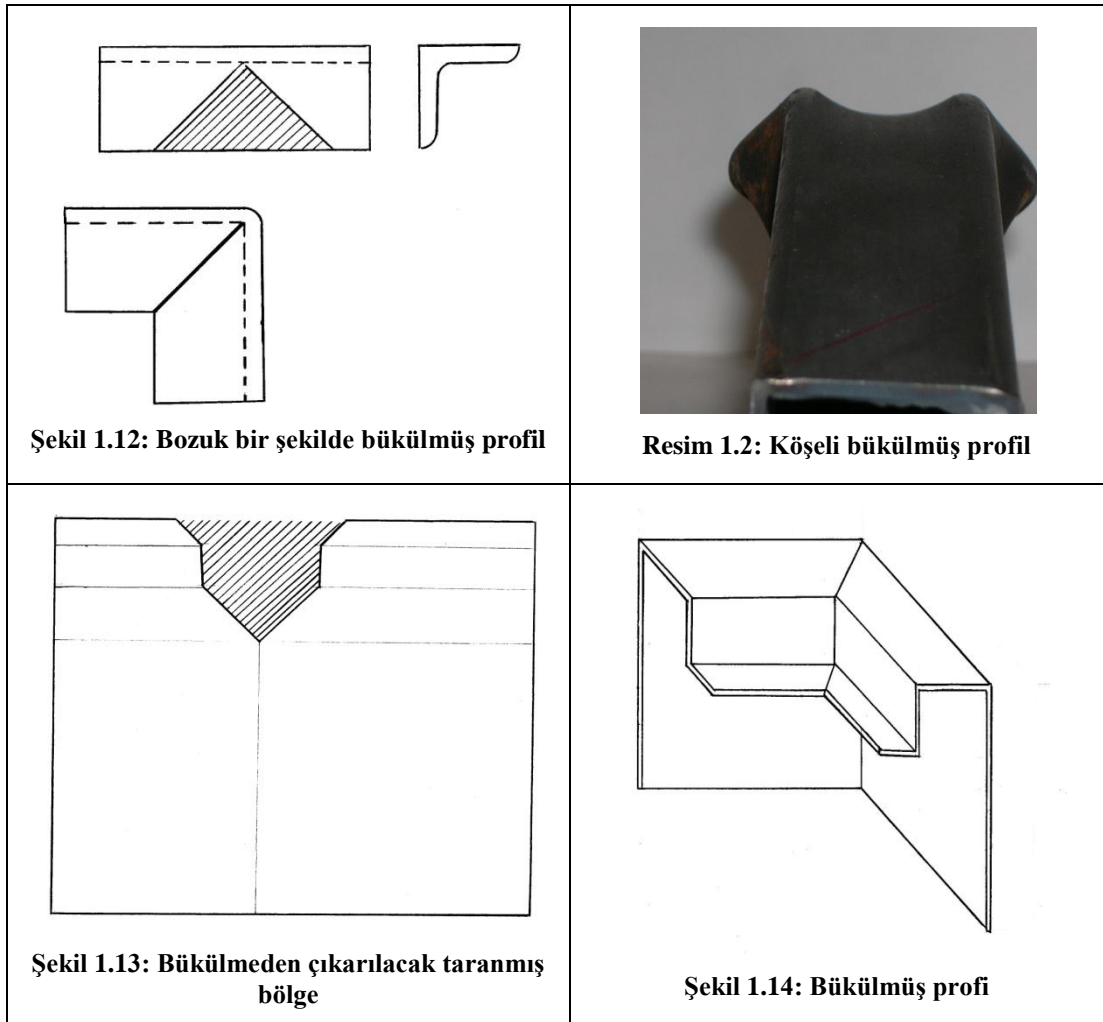 Şekil 1.12: Bozuk bir şekilde bükülmüş profil
Resim 1.2: Köşeli bükülmüş profil
Şekil 1.13: Bükülmeden çıkarılacak taranmış
bölge
Şekil 1.14: Bükülmüş profi